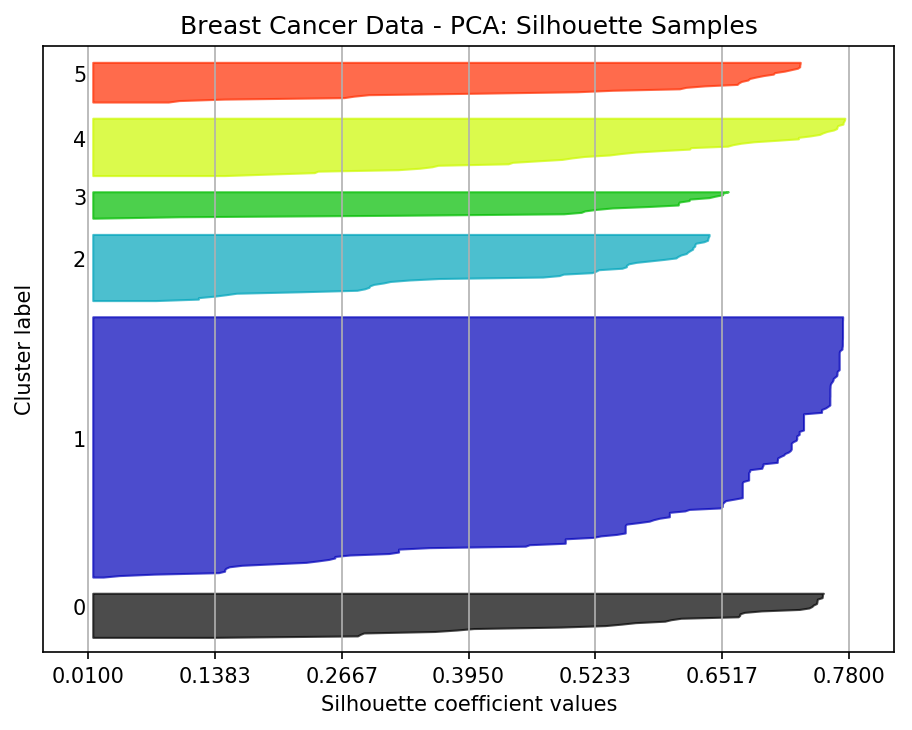 Breast Cancer Data - PCA: Silhouette Samples
5
4
3
2
1
0
Cluster label
0.0100 0.1383 0.2667 0.3950 0.5233 0.6517 0.7800
Silhouette coefficient values